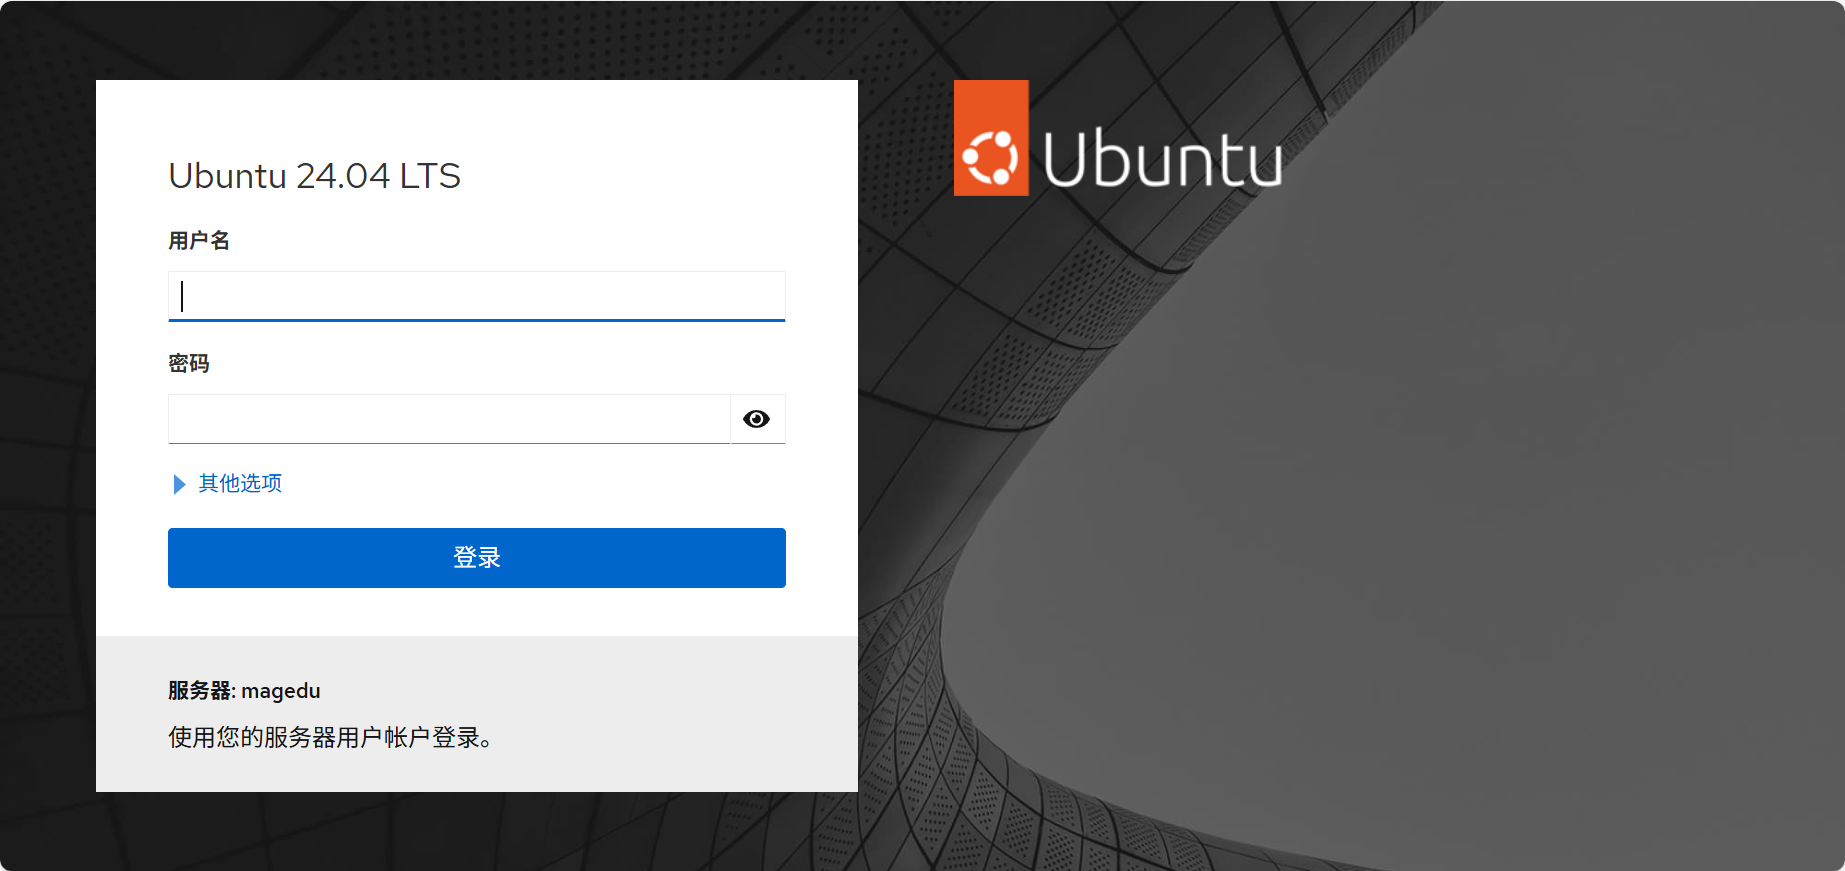 Ubuntu 24.04 LTS
用户名
密码
其他选项
登录
服务器: magedu
使用您的服务器用户帐户登录。
Ubuntu